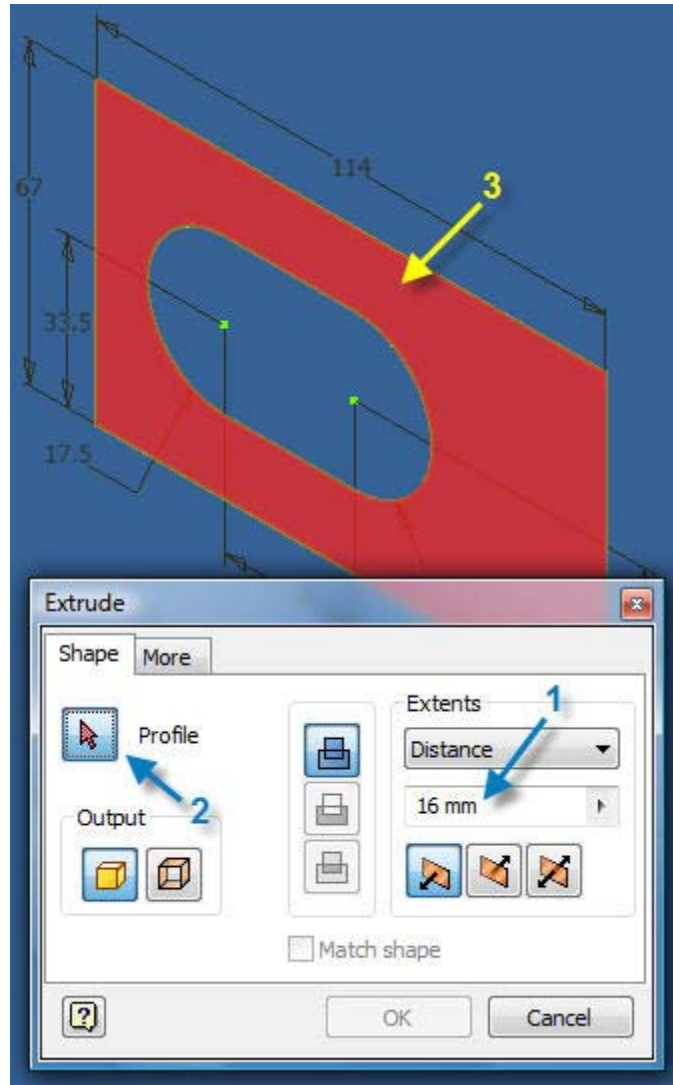 114
3
67
33.5
17.5
Extrude
Shape More
Profile
Extents
1
Distance
16 mm
2
Output
Match shape
OK Cancel